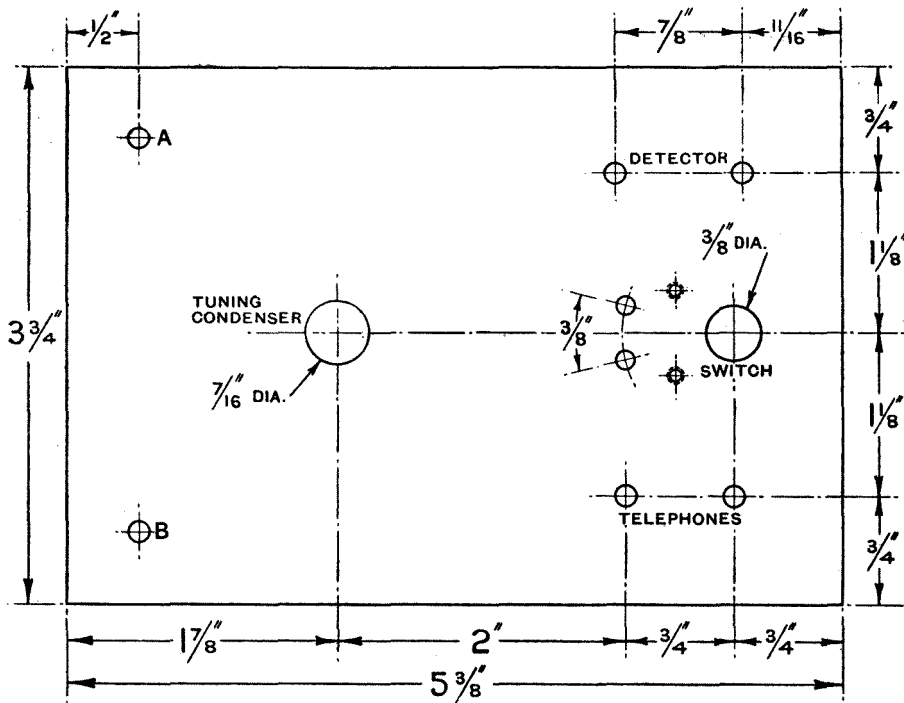 1/2"
7/8"
11/16"
A
DETECTOR
3/4"
3/8" DIA.
1 1/8"
TUNING
CONDENSER
3 3/4"
3/8"
SWITCH
7/16" DIA.
1 1/8"
B
TELEPHONES
3/4"
1 7/8"
2"
3/4"
3/4"
5 3/8"